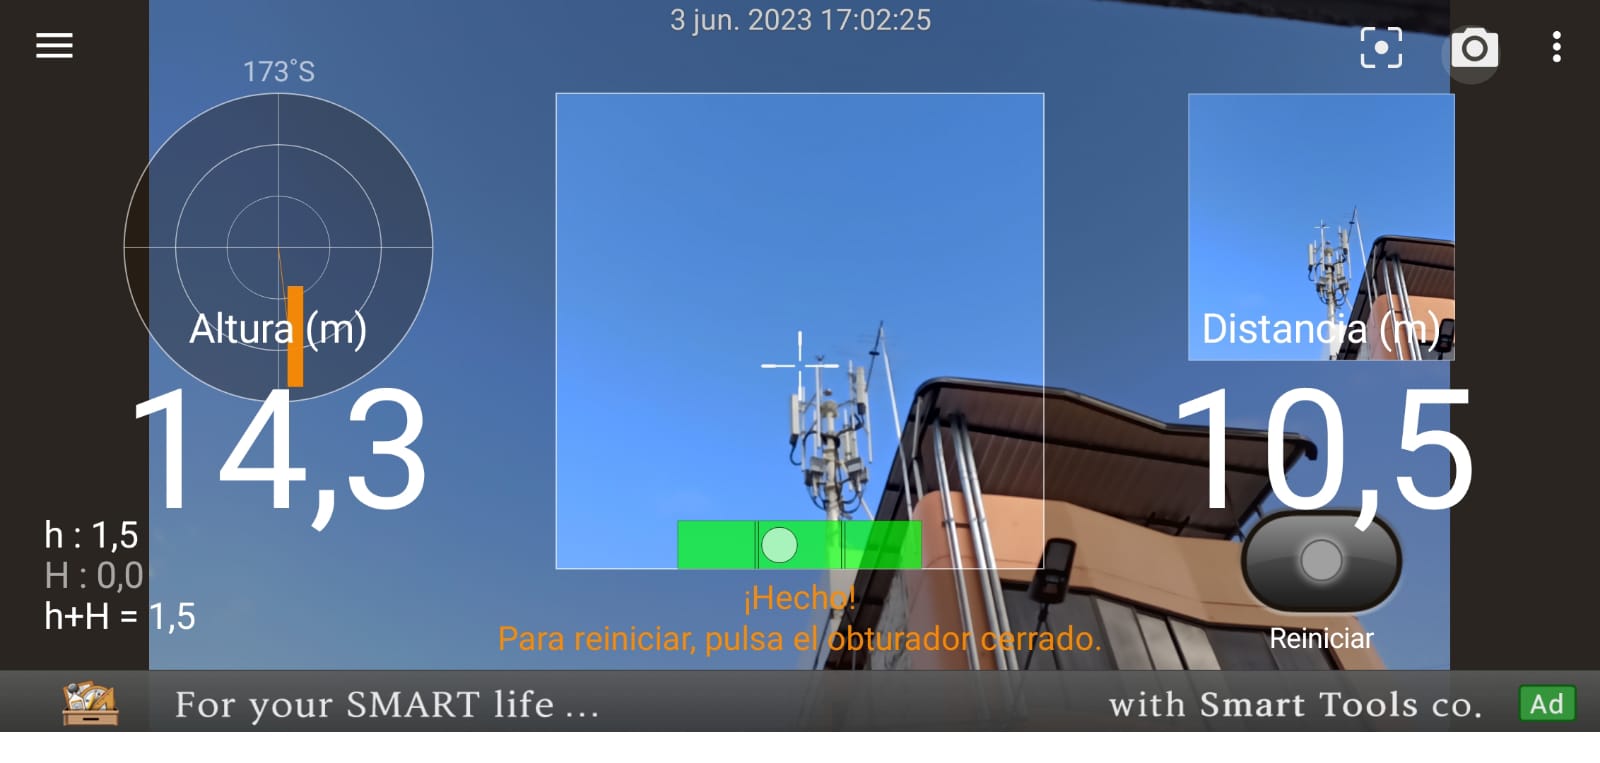 3 jun. 2023 17:02:25
173°S
Altura (m)
14,3
Distancia (m)
10,5
h : 1,5
H : 0,0
h+H = 1,5
¡Hecho!
Para reiniciar, pulsa el obturador cerrado.
Reiniciar
For your SMART life ...
with Smart Tools co.
Ad